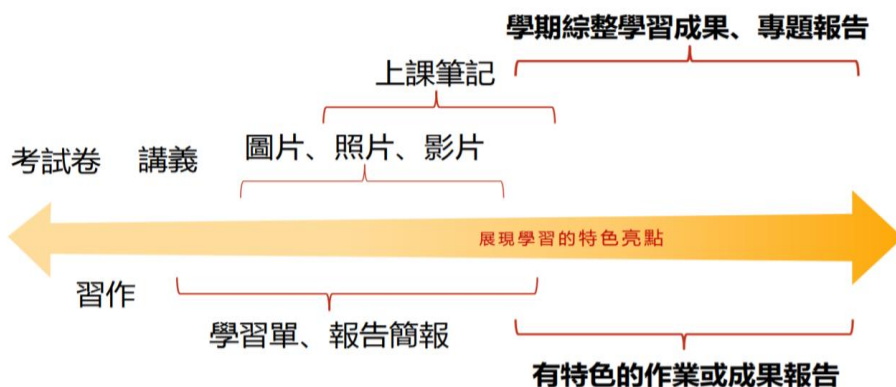 學期綜整學習成果、專題報告
上課筆記
考試卷 講義 圖片、照片、影片
展現學習的特色亮點
習作
學習單、報告簡報
有特色的作業或成果報告